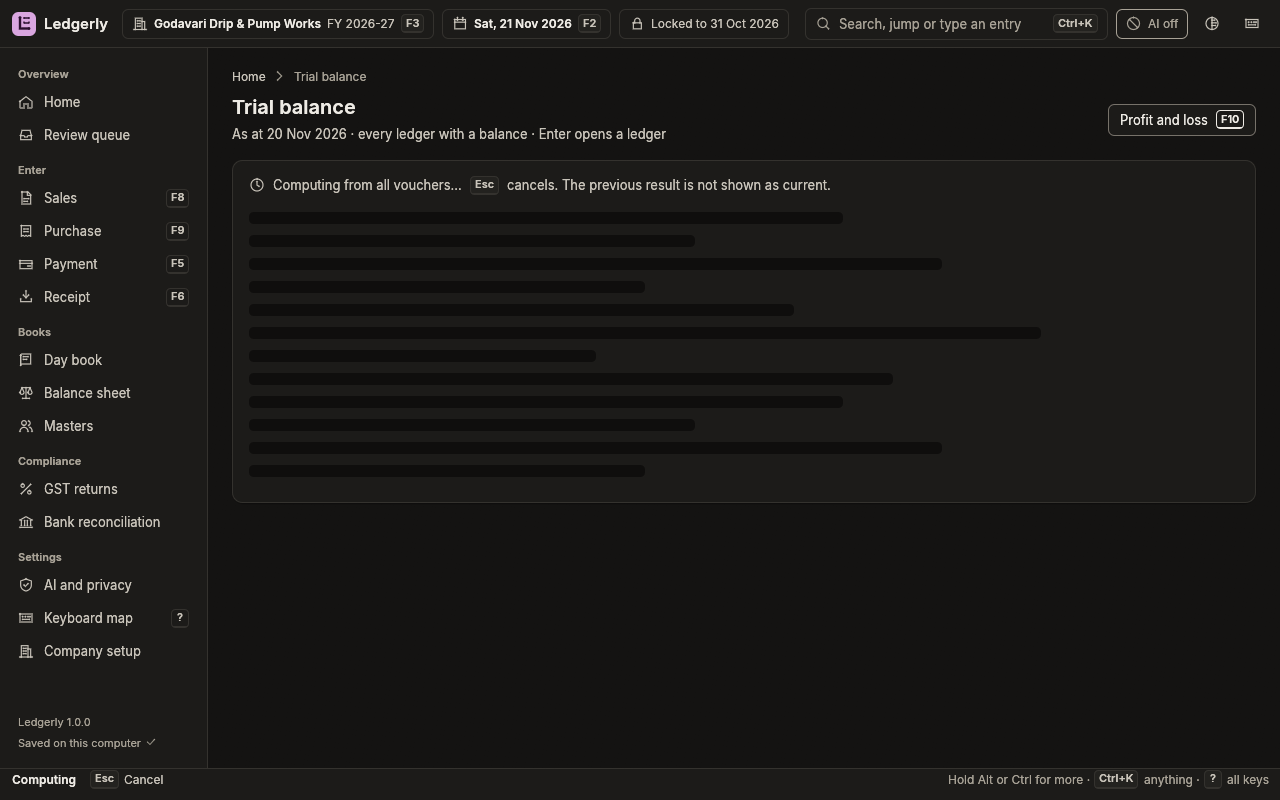 Ledgerly
Godavari Drip & Pump Works FY 2026-27 F3
Sat, 21 Nov 2026 F2
Locked to 31 Oct 2026
Search, jump or type an entry Ctrl+K
AI off
Overview
Home
Review queue
Enter
Sales F8
Purchase F9
Payment F5
Receipt F6
Books
Day book
Balance sheet
Masters
Compliance
GST returns
Bank reconciliation
Settings
AI and privacy
Keyboard map ?
Company setup
Ledgerly 1.0.0
Saved on this computer
Home Trial balance
Trial balance
As at 20 Nov 2026 · every ledger with a balance · Enter opens a ledger
Profit and loss F10
Computing from all vouchers... Esc cancels. The previous result is not shown as current.
Computing Esc Cancel
Hold Alt or Ctrl for more · Ctrl+K anything · ? all keys